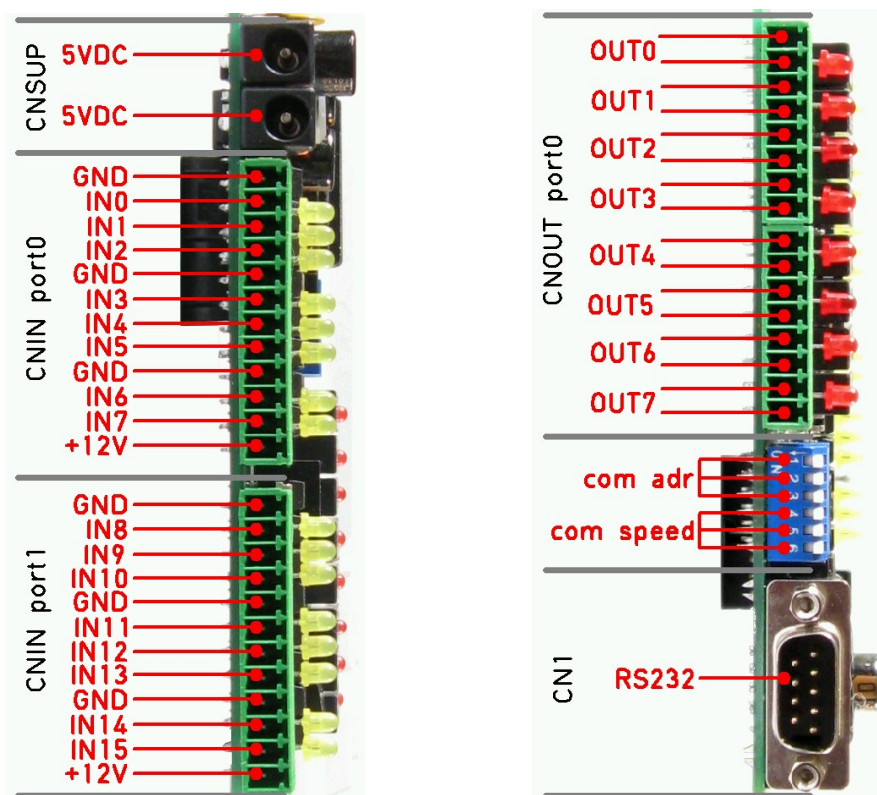 CNSUP
5VDC
5VDC
CNIN port0
GND
IN0
IN1
IN2
GND
IN3
IN4
IN5
GND
IN6
IN7
+12V
CNIN port1
GND
IN8
IN9
IN10
GND
IN11
IN12
IN13
GND
IN14
IN15
+12V
CNOUT port0
OUT0
OUT1
OUT2
OUT3
OUT4
OUT5
OUT6
OUT7
com adr
com speed
ON
1
2
3
4
5
6
CN1
RS232